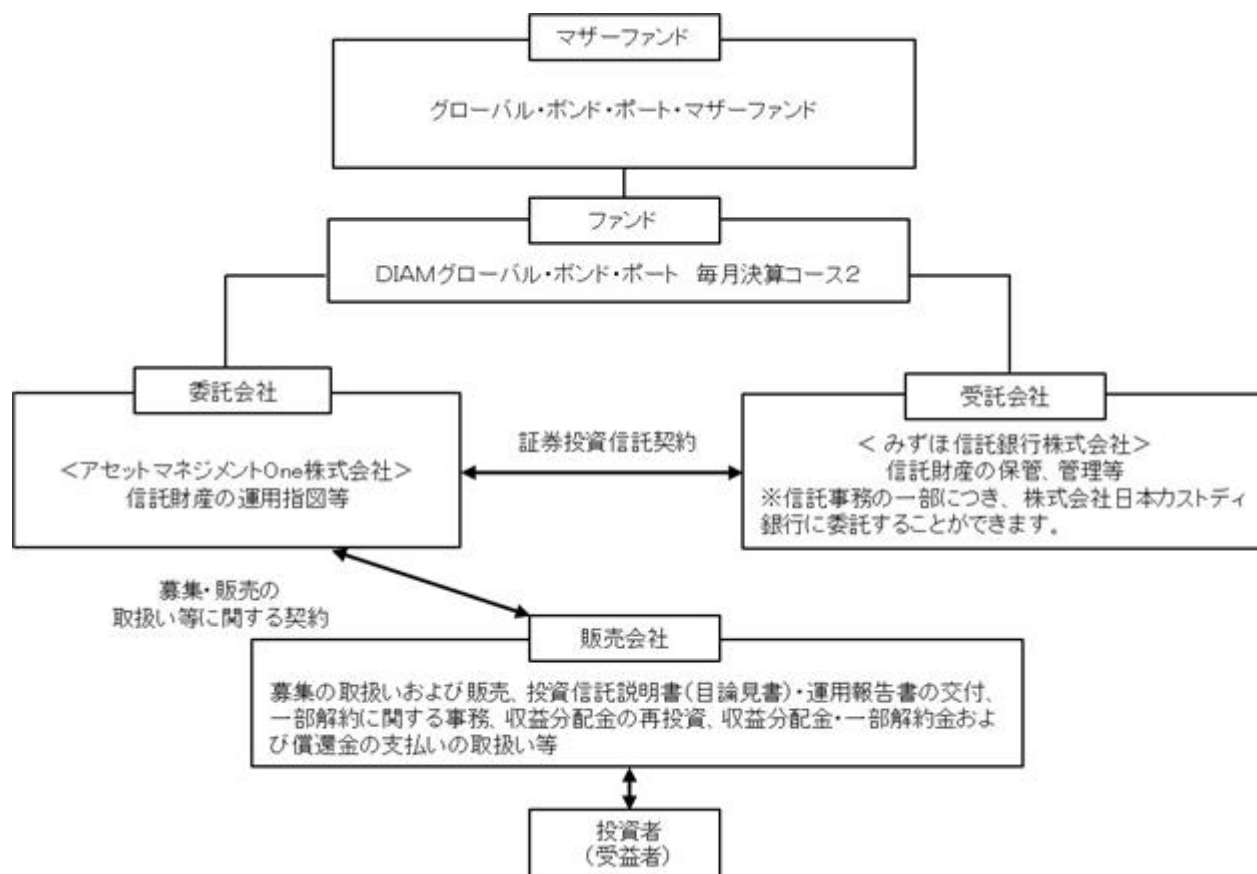 マザーファンド
グローバル・ボンド・ポート・マザーファンド
ファンド
DIAMグローバル・ボンド・ポート 毎月決算コース2
委託会社
<アセットマネジメントOne株式会社>
信託財産の運用指図等
証券投資信託契約
受託会社
< みずほ信託銀行株式会社>
信託財産の保管、管理等
※信託事務の一部につき、株式会社日本カストディ
銀行に委託することができます。
募集・販売の
取扱い等に関する契約
販売会社
募集の取扱いおよび販売、投資信託説明書(目論見書)・運用報告書の交付、
一部解約に関する事務、収益分配金の再投資、収益分配金・一部解約金およ
び償還金の支払いの取扱い等
投資者
(受益者)